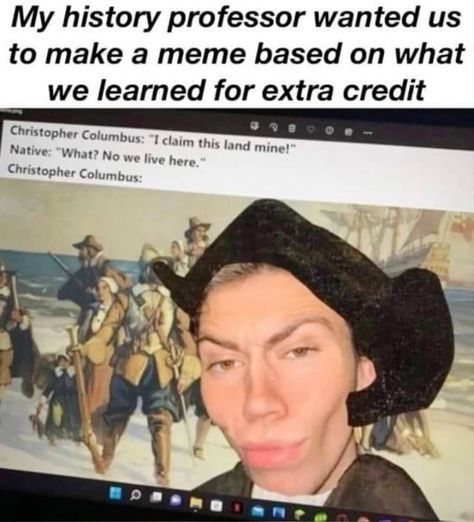 My history professor wanted us
to make a meme based on what
we learned for extra credit
Christopher Columbus: "I claim this land mine!"
Native: "What? No we live here."
Christopher Columbus: